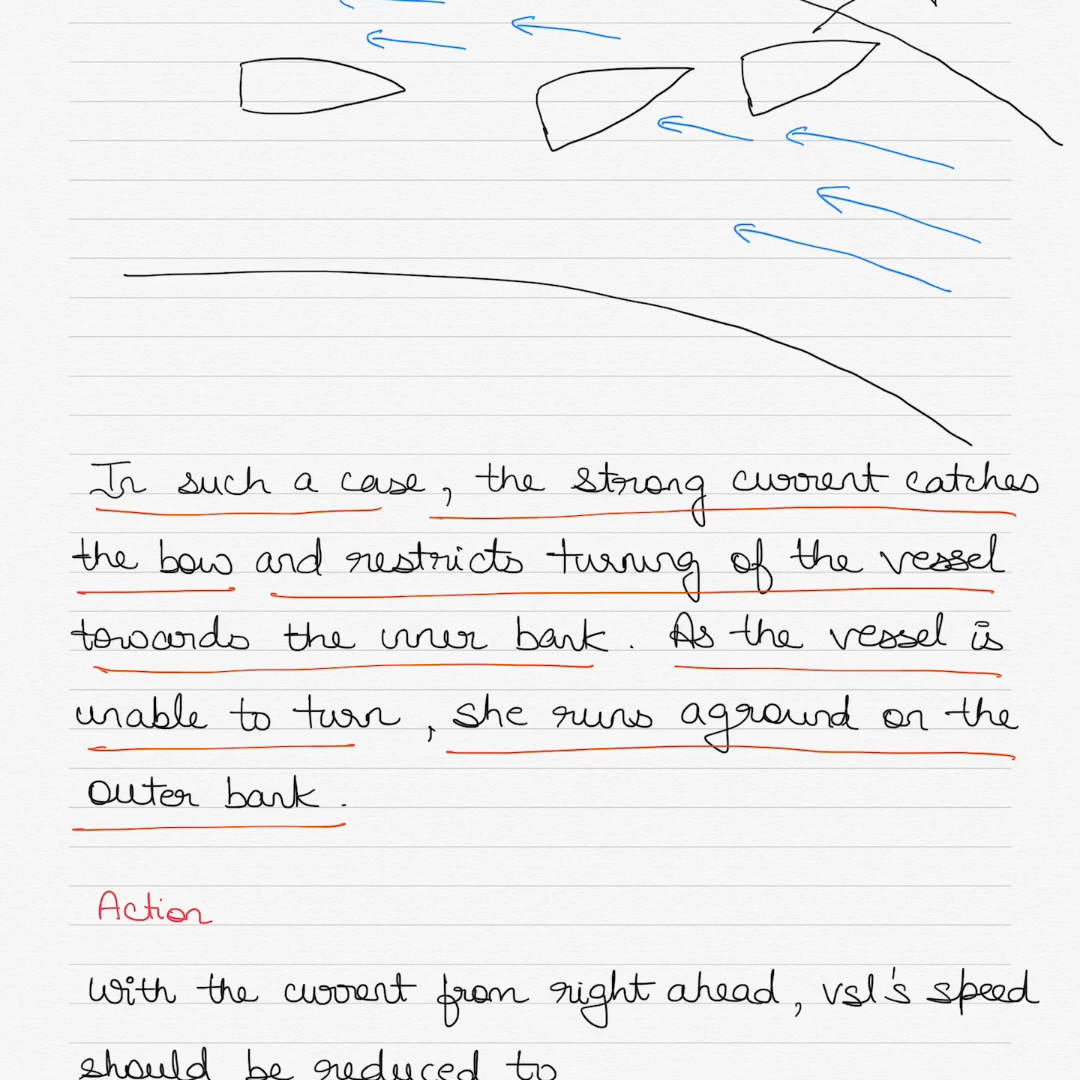 In such a case, the strong current catches
the bow and restricts turning of the vessel
towards the inner bank. As the vessel is
unable to turn, she runs aground on the
outer bank.
Action
With the current from right ahead, vsl's speed
should be reduced to